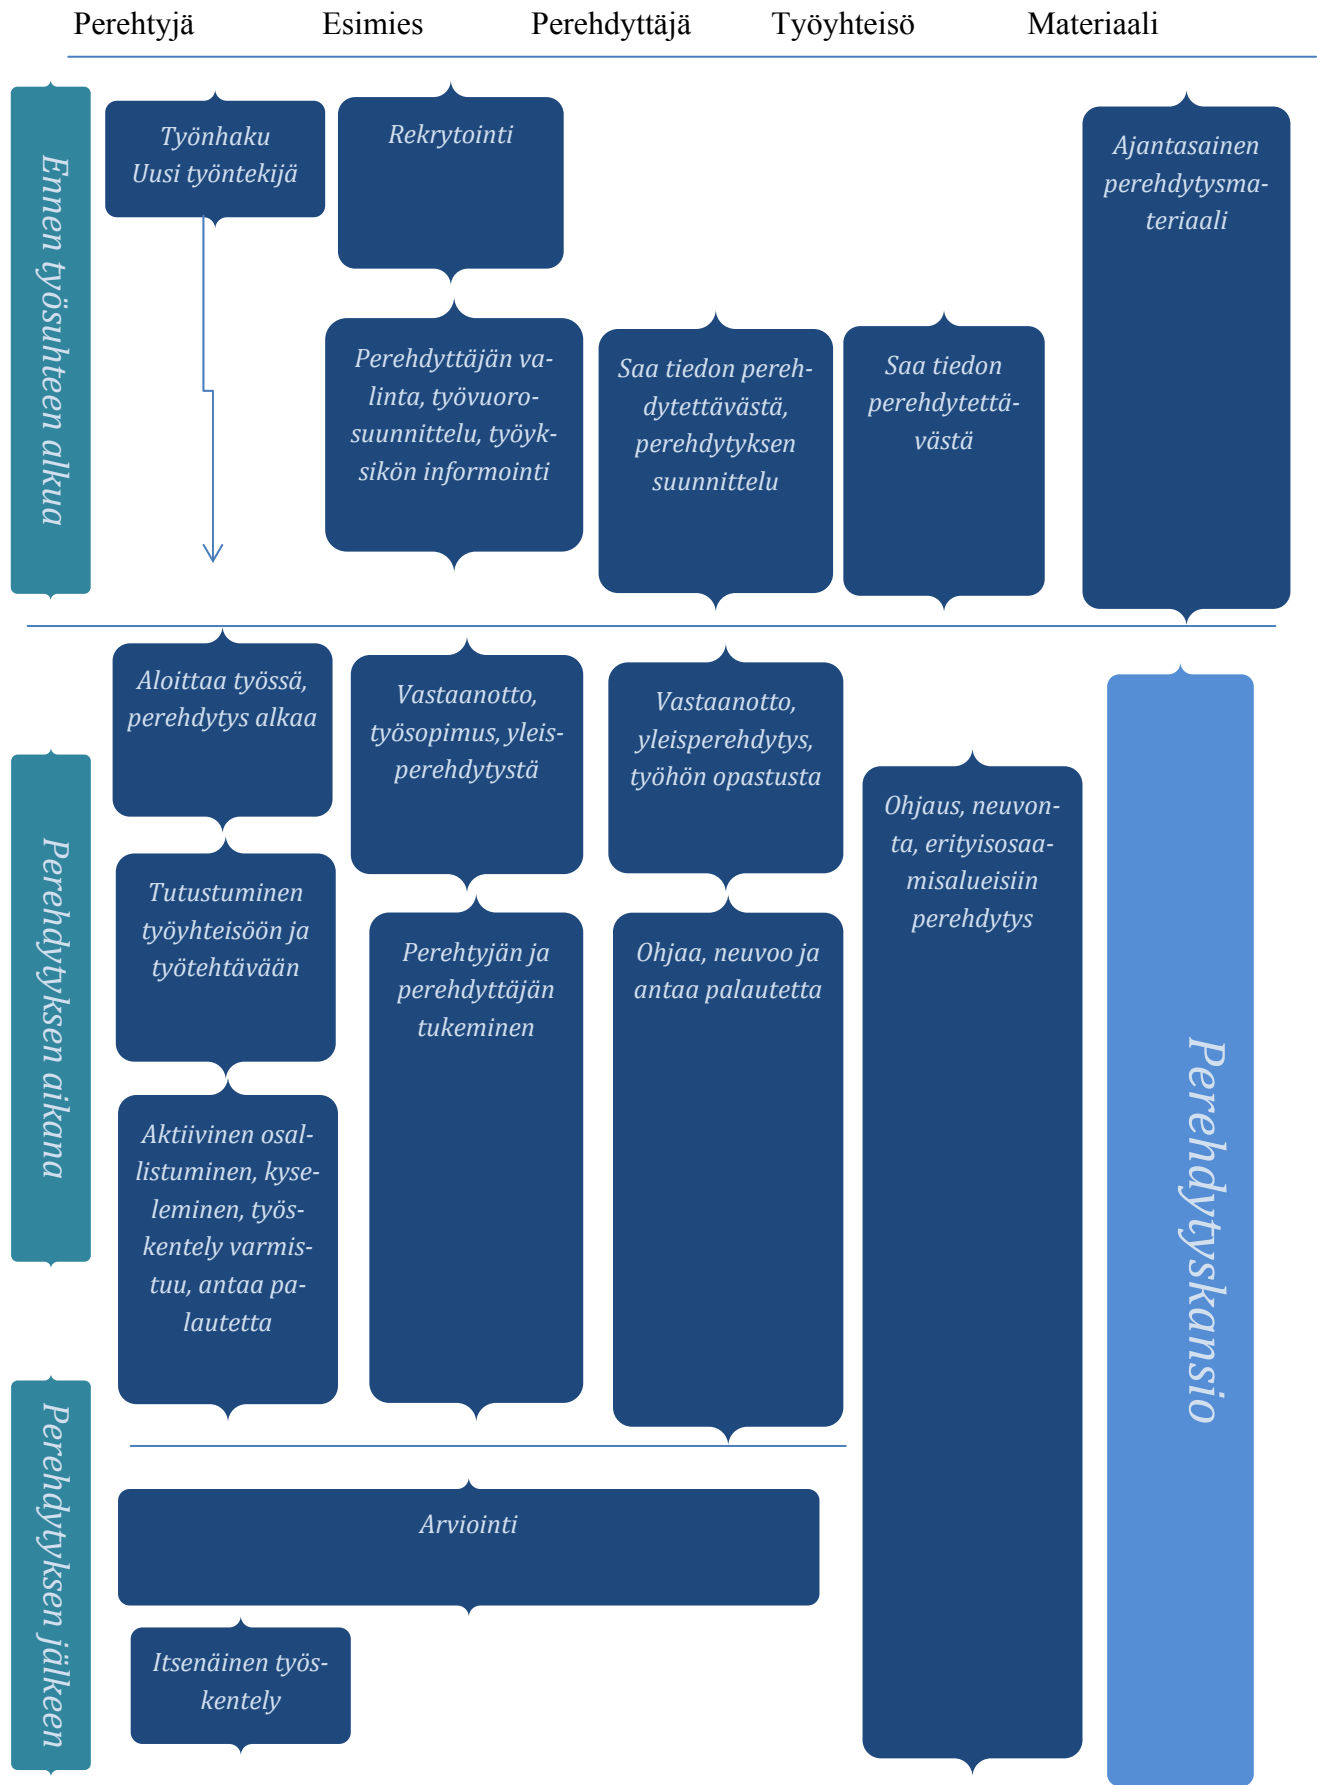 Perehtyjä Esimies Perehdyttäjä Työyhteisö Materiaali
Ennen työsuhteen alkua
Työnhaku
Uusi työntekijä
Rekrytointi
Ajantasainen
perehdytysma-
teriaali
Perehdyttäjän va-
linta, työvuoro-
suunnittelu, työyk-
sikön informointi
Saa tiedon pereh-
dytettävästä,
perehdytyksen
suunnittelu
Saa tiedon
perehdytettä-
västä
Perehdytyksen aikana
Aloittaa työssä,
perehdytys alkaa
Vastaanotto,
työsopimus, yleis-
perehdytystä
Vastaanotto,
yleisperehdytys,
työhön opastusta
Ohjaus, neuvon-
ta, erityisosaa-
misalueisiin
perehdytys
Perehdytyskansio
Tutustuminen
työyhteisöön ja
työtehtävään
Perehtyjän ja
perehdyttäjän
tukeminen
Ohjaa, neuvoo ja
antaa palautetta
Aktiivinen osal-
listuminen, kyse-
leminen, työs-
kentely varmis-
tuu, antaa pa-
lautetta
Perehdytyksen jälkeen
Arviointi
Itsenäinen työs-
kentely